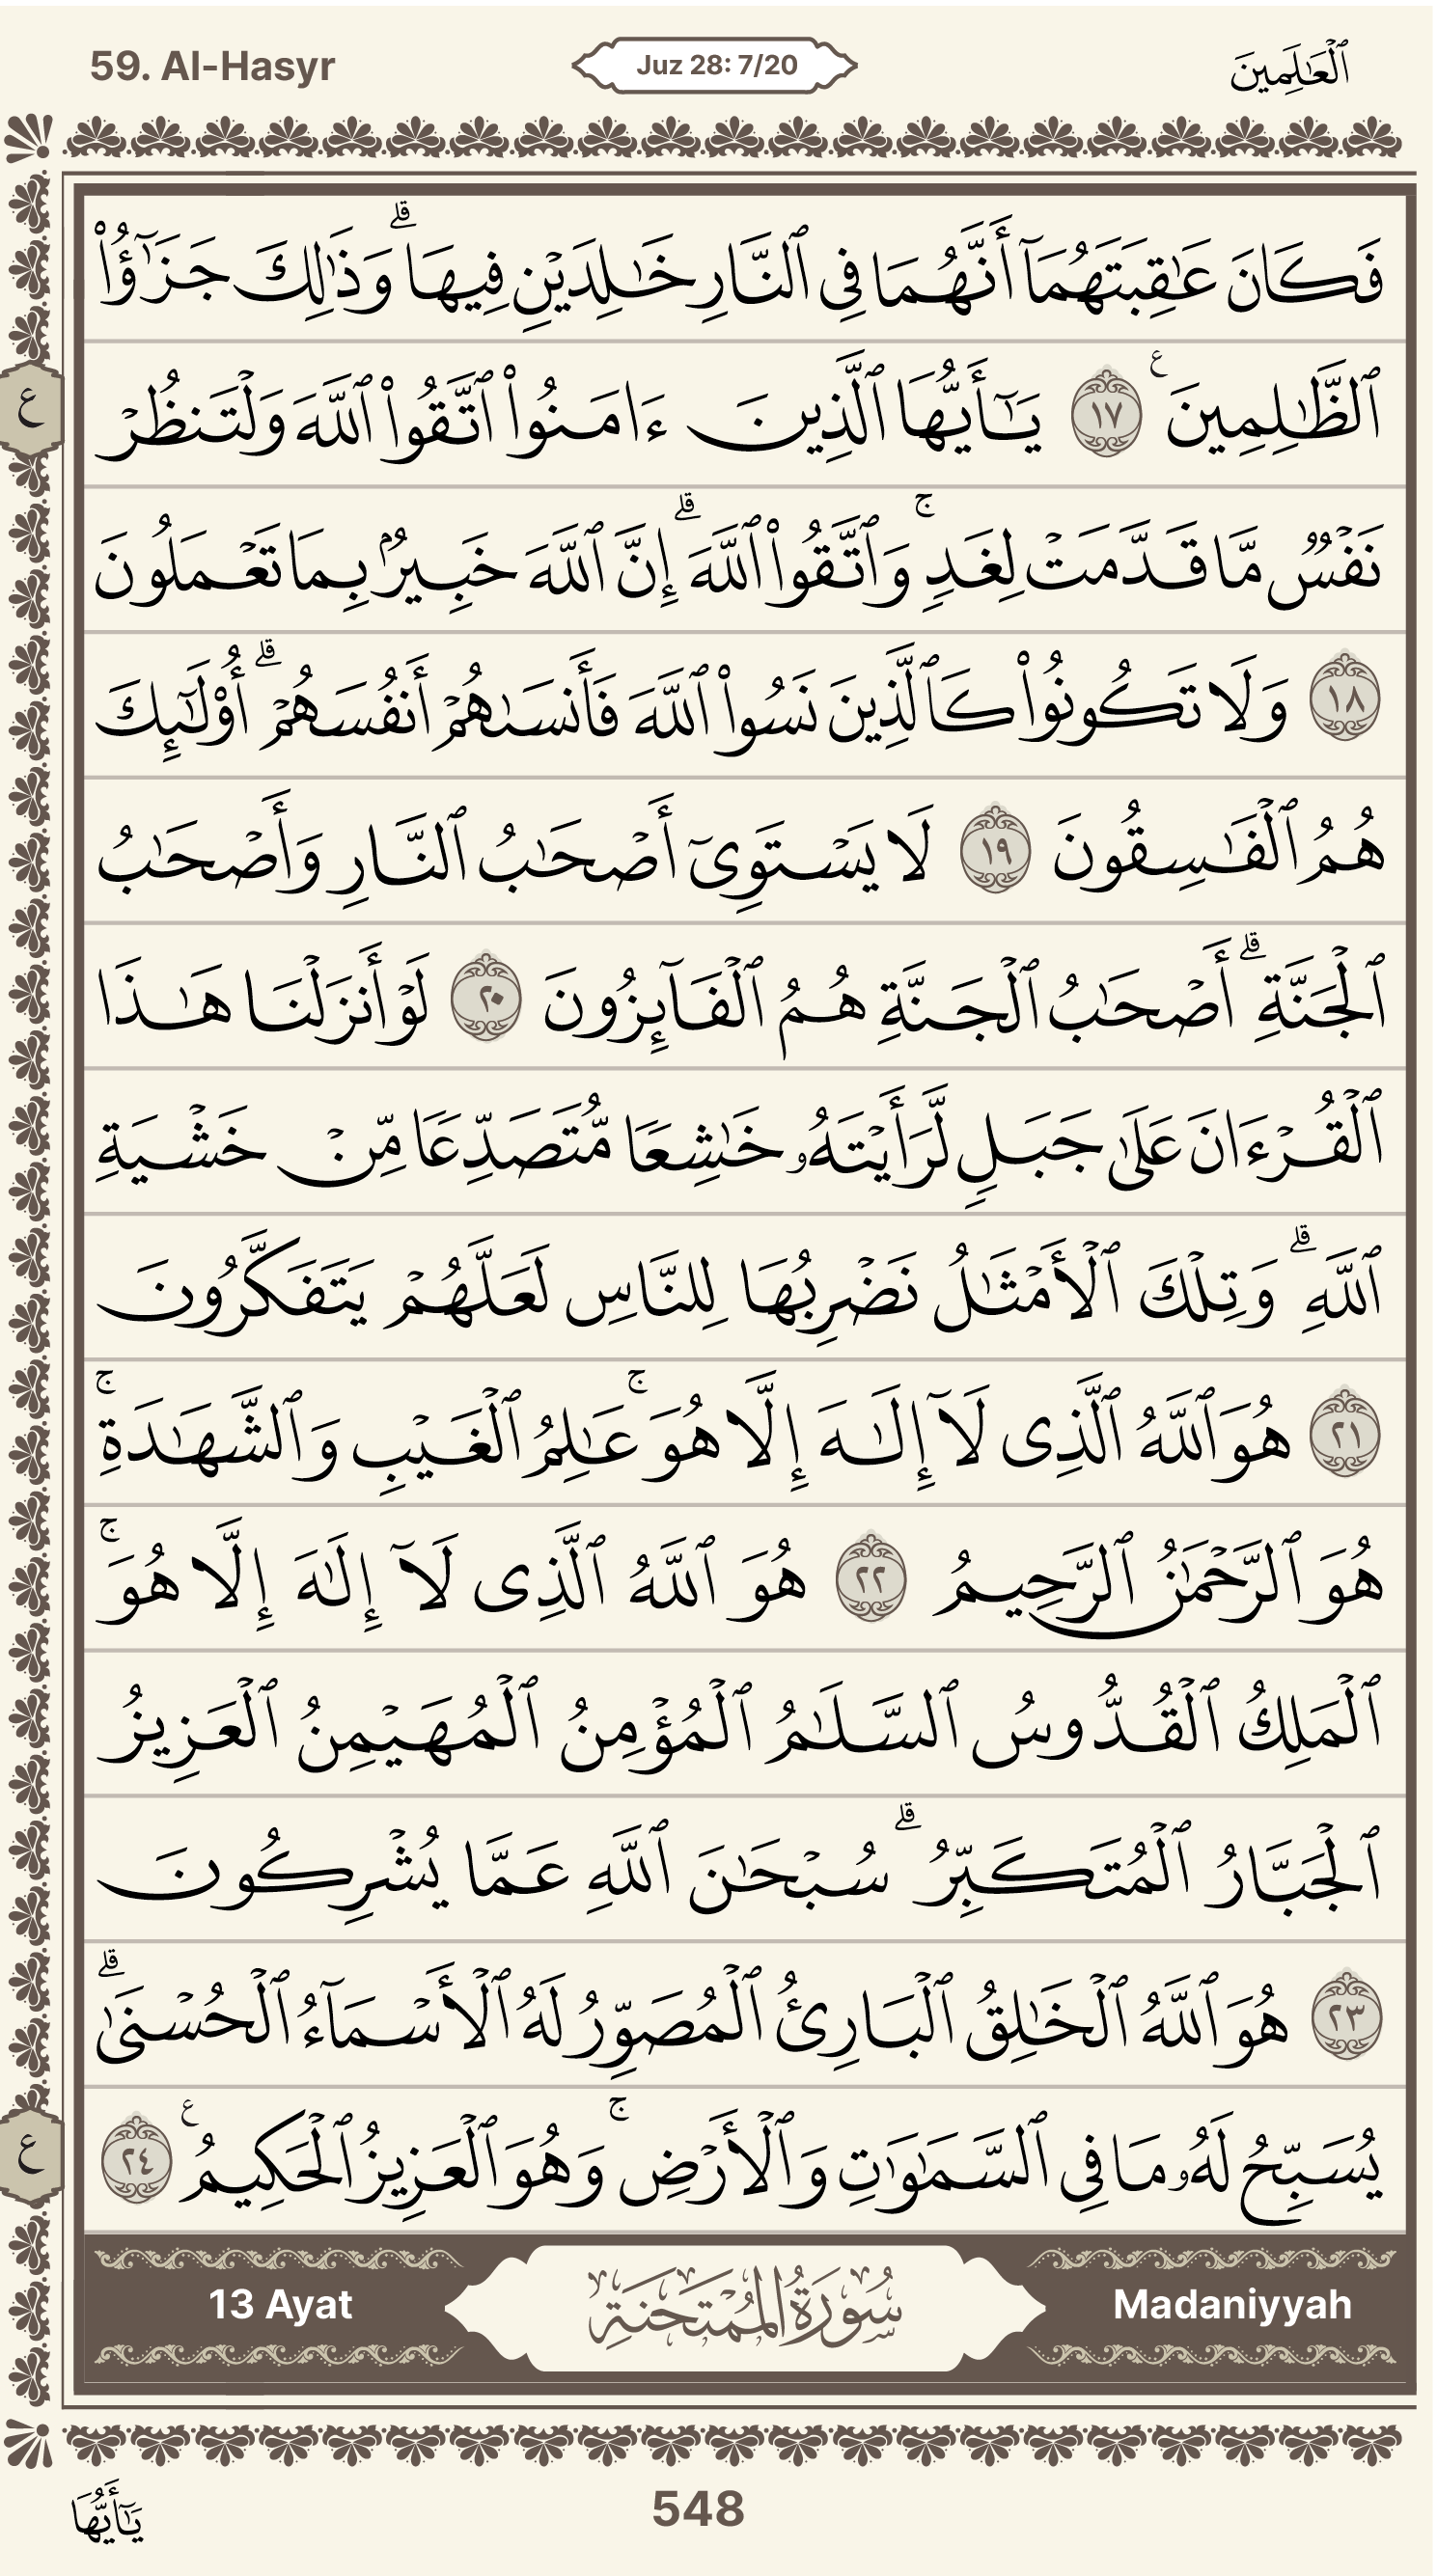 59. Al-Hasyr
Juz 28: 7/20
ٱلْعَـٰلَمِينَ
فَكَانَ عَـٰقِبَتَهُمَآ أَنَّهُمَا فِى ٱلنَّارِ خَـٰلِدَيْنِ فِيهَا ۗ وَذَٰلِكَ جَزَـٰٓؤُا۟
ٱلظَّـٰلِمِينَ ۧ ١٧ يَـٰٓأَيُّهَا ٱلَّذِينَ ءَامَنُوا۟ ٱتَّقُوا۟ ٱللَّهَ وَلْتَنظُرْ
نَفْسٌ مَّا قَدَّمَتْ لِغَدٍ ۚ وَٱتَّقُوا۟ ٱللَّهَ ۗ إِنَّ ٱللَّهَ خَبِيرٌۢ بِمَا تَعْمَلُونَ
١٨ وَلَا تَكُونُوا۟ كَٱلَّذِينَ نَسُوا۟ ٱللَّهَ فَأَنسَىٰهُمْ أَنفُسَهُمْ ۗ أُو۟لَـٰٓئِكَ
هُمُ ٱلْفَـٰسِقُونَ ١٩ لَا يَسْتَوِىٓ أَصْحَـٰبُ ٱلنَّارِ وَأَصْحَـٰبُ
ٱلْجَنَّةِ ۗ أَصْحَـٰبُ ٱلْجَنَّةِ هُمُ ٱلْفَآئِزُونَ ٢٠ لَوْ أَنزَلْنَا هَـٰذَا
ٱلْقُرْءَانَ عَلَىٰ جَبَلٍ لَّرَأَيْتَهُۥ خَـٰشِعًا مُّتَصَدِّعًا مِّنْ خَشْيَةِ
ٱللَّهِ ۗ وَتِلْكَ ٱلْأَمْثَـٰلُ نَضْرِبُهَا لِلنَّاسِ لَعَلَّهُمْ يَتَفَكَّرُونَ
٢١ هُوَ ٱللَّهُ ٱلَّذِى لَآ إِلَـٰهَ إِلَّا هُوَ ۚ عَـٰلِمُ ٱلْغَيْبِ وَٱلشَّهَـٰدَةِ ۚ
هُوَ ٱلرَّحْمَـٰنُ ٱلرَّحِيمُ ٢٢ هُوَ ٱللَّهُ ٱلَّذِى لَآ إِلَـٰهَ إِلَّا هُوَ ۚ
ٱلْمَلِكُ ٱلْقُدُّوسُ ٱلسَّلَـٰمُ ٱلْمُؤْمِنُ ٱلْمُهَيْمِنُ ٱلْعَزِيزُ
ٱلْجَبَّارُ ٱلْمُتَكَبِّرُ ۗ سُبْحَـٰنَ ٱللَّهِ عَمَّا يُشْرِكُونَ
٢٣ هُوَ ٱللَّهُ ٱلْخَـٰلِقُ ٱلْبَارِئُ ٱلْمُصَوِّرُ لَهُ ٱلْأَسْمَآءُ ٱلْحُسْنَىٰ ۗ
يُسَبِّحُ لَهُۥ مَا فِى ٱلسَّمَـٰوَٰتِ وَٱلْأَرْضِ ۚ وَهُوَ ٱلْعَزِيزُ ٱلْحَكِيمُ ۧ ٢٤
ع
ع
13 Ayat
سُورَةُ المُمْتَحنَةِ
Madaniyyah
548
يَـٰٓأَيُّهَا